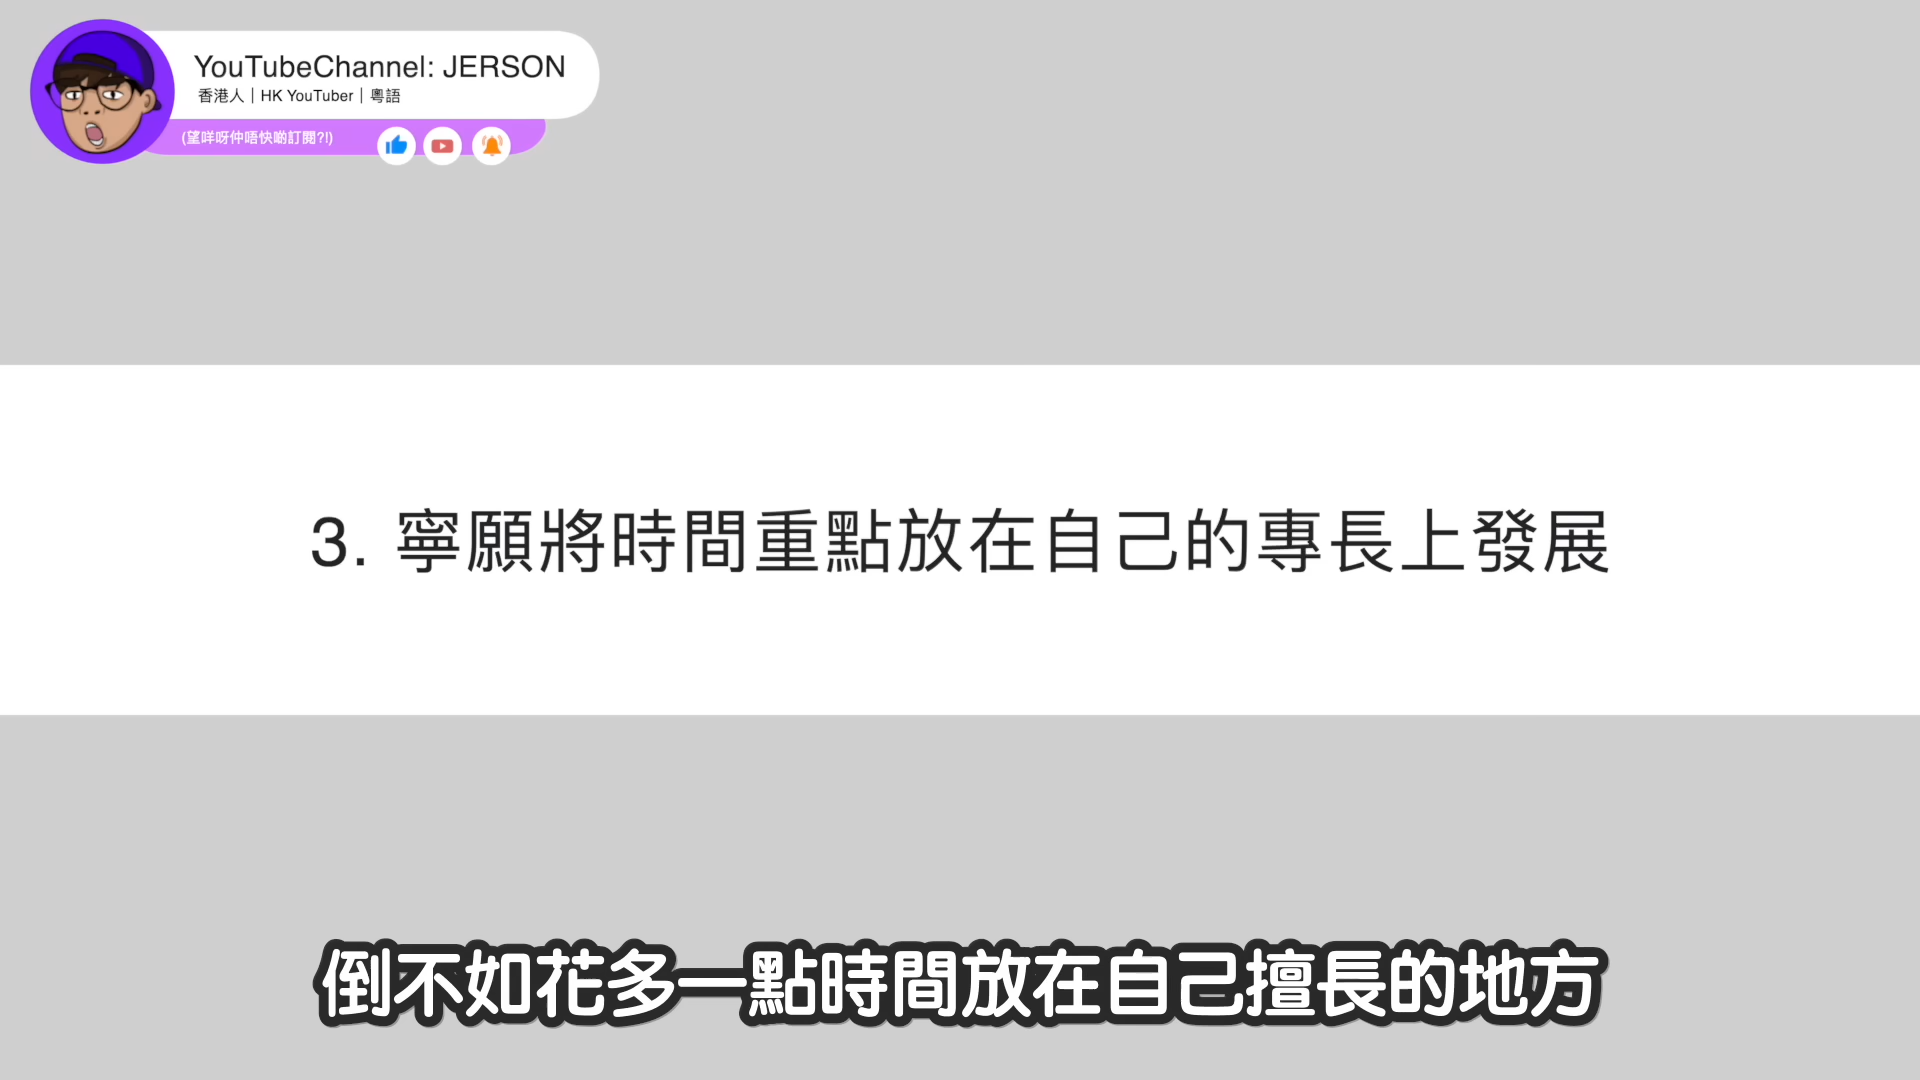 YouTubeChannel: JERSON
香港人｜HK YouTuber｜粵語
(望咩呀仲唔快啲訂閱?!)
3. 寧願將時間重點放在自己的專長上發展
倒不如花多一點時間放在自己擅長的地方